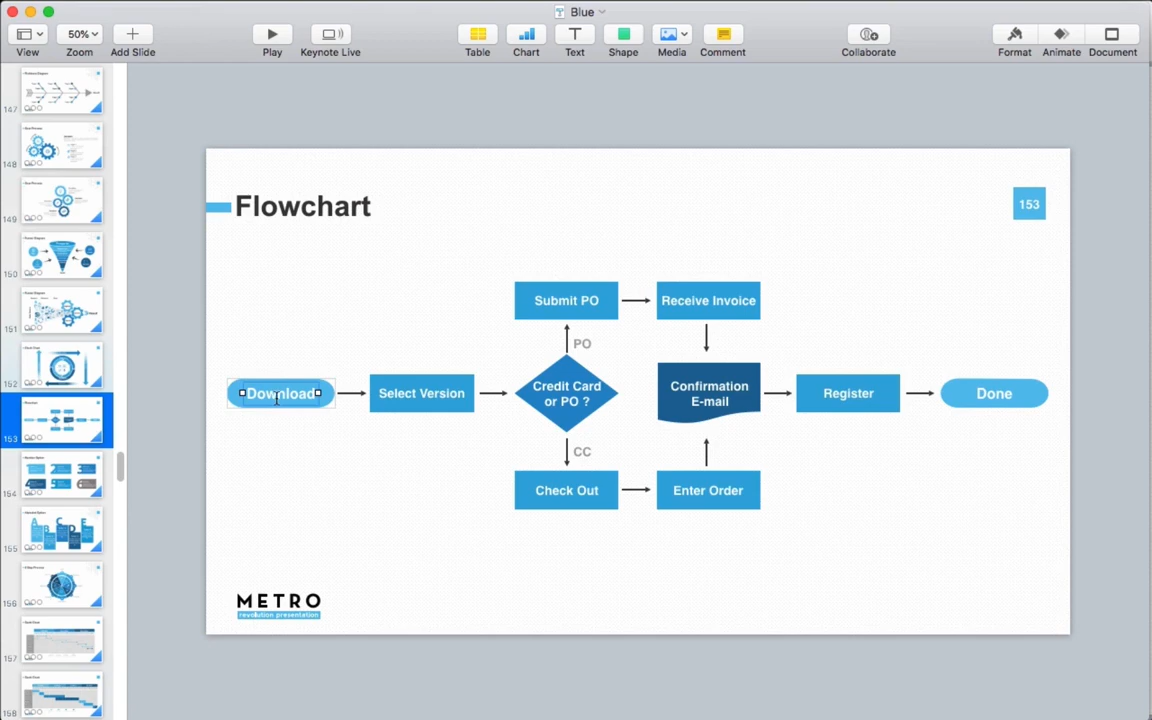 Blue
50%
View
Zoom
Add Slide
Play
Keynote Live
Table
Chart
Text
Shape
Media
Comment
Collaborate
Format
Animate
Document
147
148
149
150
151
152
153
154
155
156
157
158
Flowchart
153
Submit PO
Receive Invoice
PO
Download
Select Version
Credit Card
or PO ?
Confirmation
E-mail
Register
Done
CC
Check Out
Enter Order
METRO
revolution presentation